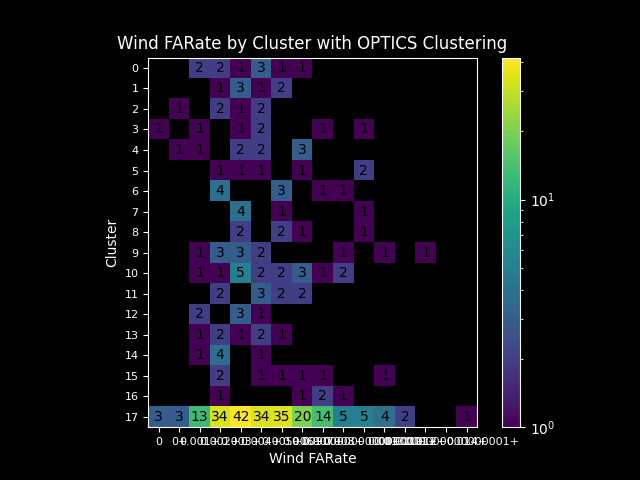 Wind FARate by Cluster with OPTICS Clustering
0 2 2 1 3 1 1
1 1 3 1 2
2 1 2 1 2
3 1 1 1 2 1 1
4 1 1 2 2 3
5 1 1 1 1 2
6 4 3 1 1
7 4 1 1
8 2 2 1 1
9 1 3 3 2 1 1 1
10 1 1 5 2 2 3 1 2
11 2 3 2 2
12 2 3 1
13 1 2 1 2 1
14 1 4 1
15 2 1 1 1 1 1
16 1 1 2 1
17 3 3 13 34 42 34 35 20 14 5 5 4 2 1
0
Cluster
Wind FARate
10¹
10⁰